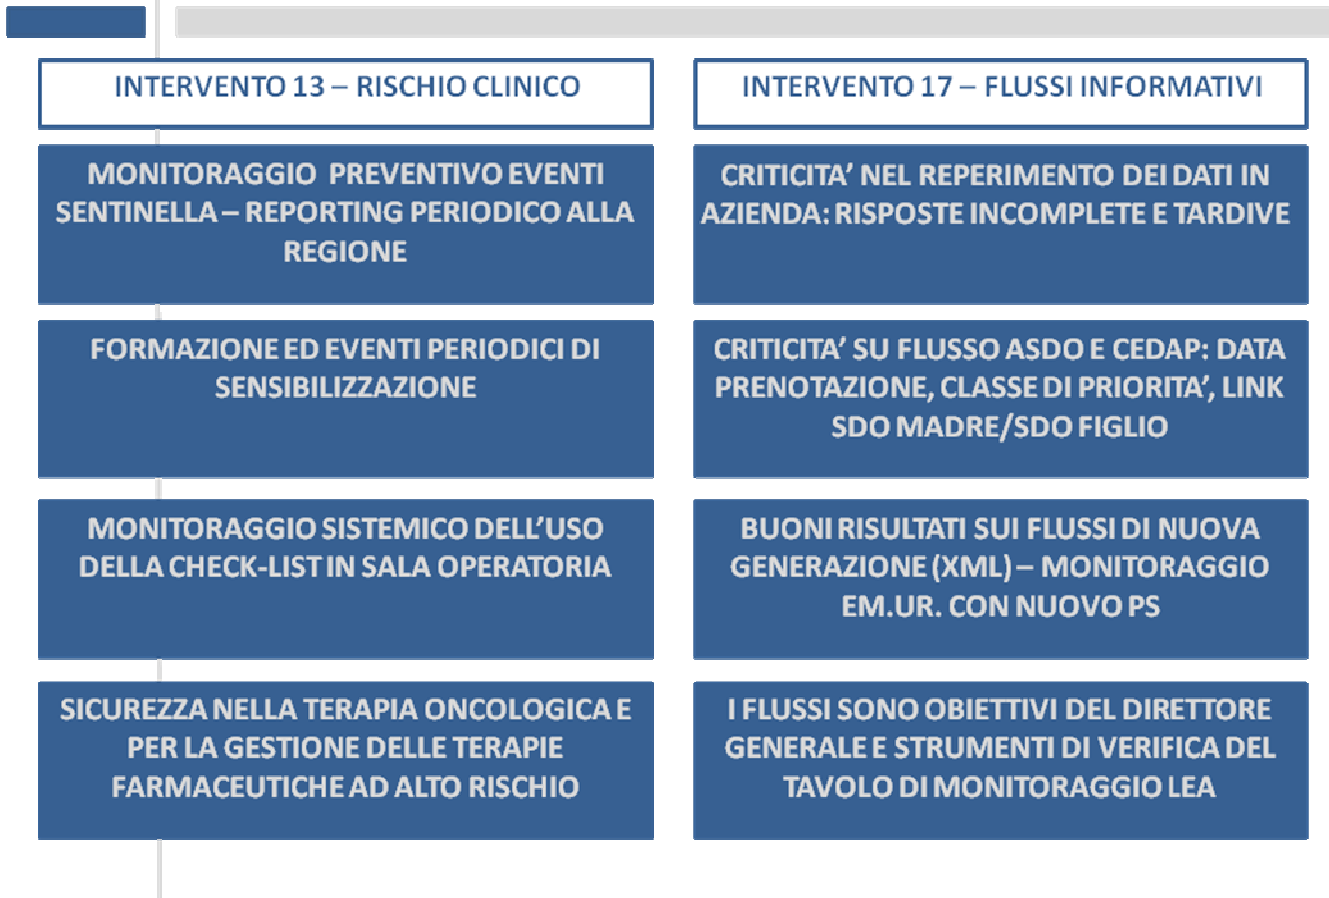 INTERVENTO 13 – RISCHIO CLINICO
MONITORAGGIO PREVENTIVO EVENTI
SENTINELLA – REPORTING PERIODICO ALLA
REGIONE
FORMAZIONE ED EVENTI PERIODICI DI
SENSIBILIZZAZIONE
MONITORAGGIO SISTEMICO DELL’USO
DELLA CHECK-LIST IN SALA OPERATORIA
SICUREZZA NELLA TERAPIA ONCOLOGICA E
PER LA GESTIONE DELLE TERAPIE
FARMACEUTICHE AD ALTO RISCHIO
INTERVENTO 17 – FLUSSI INFORMATIVI
CRITICITA’ NEL REPERIMENTO DEI DATI IN
AZIENDA: RISPOSTE INCOMPLETE E TARDIVE
CRITICITA’ SU FLUSSO ASDO E CEDAP: DATA
PRENOTAZIONE, CLASSE DI PRIORITA’, LINK
SDO MADRE/SDO FIGLIO
BUONI RISULTATI SUI FLUSSI DI NUOVA
GENERAZIONE (XML) – MONITORAGGIO
EM.UR. CON NUOVO PS
I FLUSSI SONO OBIETTIVI DEL DIRETTORE
GENERALE E STRUMENTI DI VERIFICA DEL
TAVOLO DI MONITORAGGIO LEA